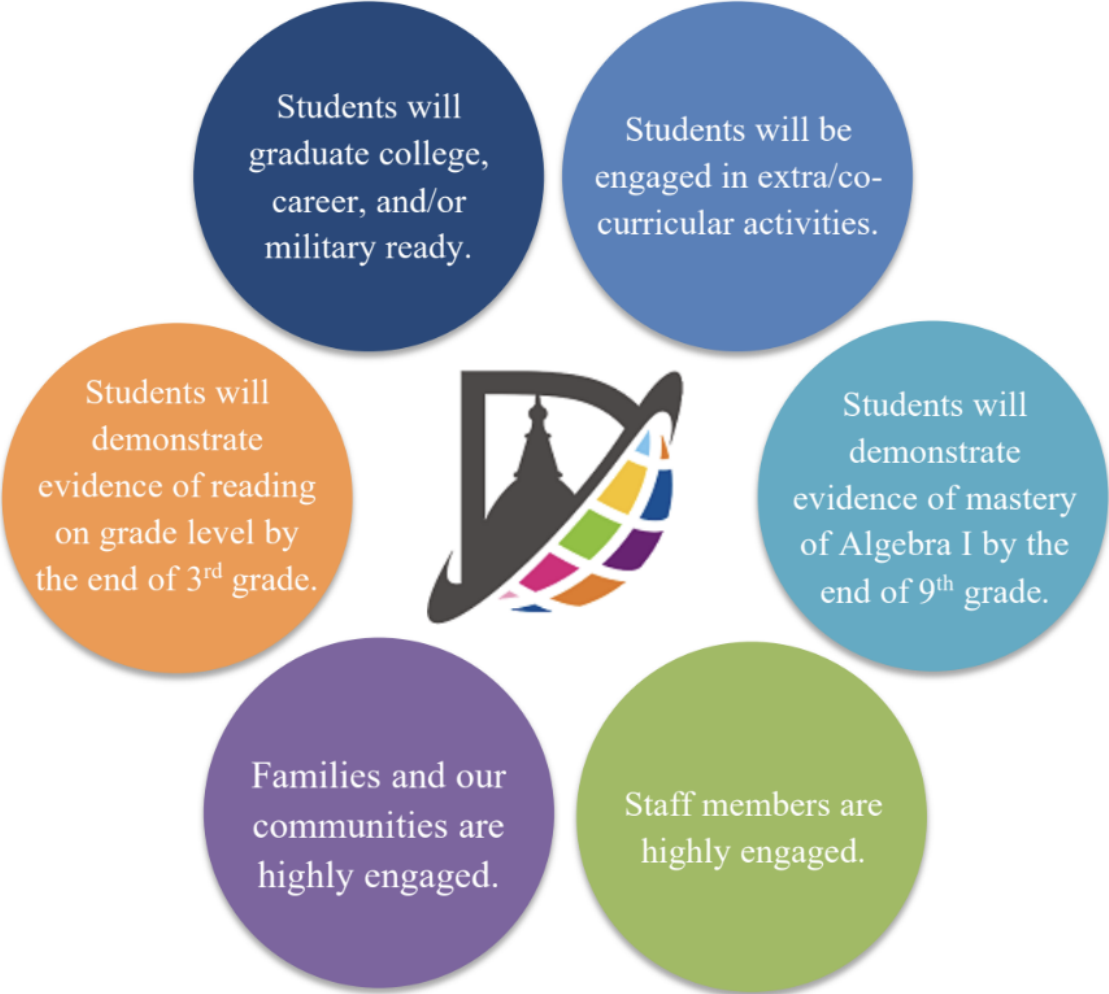 Students will
graduate college,
career, and/or
military ready.
Students will be
engaged in extra/co-
curricular activities.
Students will
demonstrate
evidence of reading
on grade level by
the end of 3rd grade.
Students will
demonstrate
evidence of mastery
of Algebra I by the
end of 9th grade.
Families and our
communities are
highly engaged.
Staff members are
highly engaged.